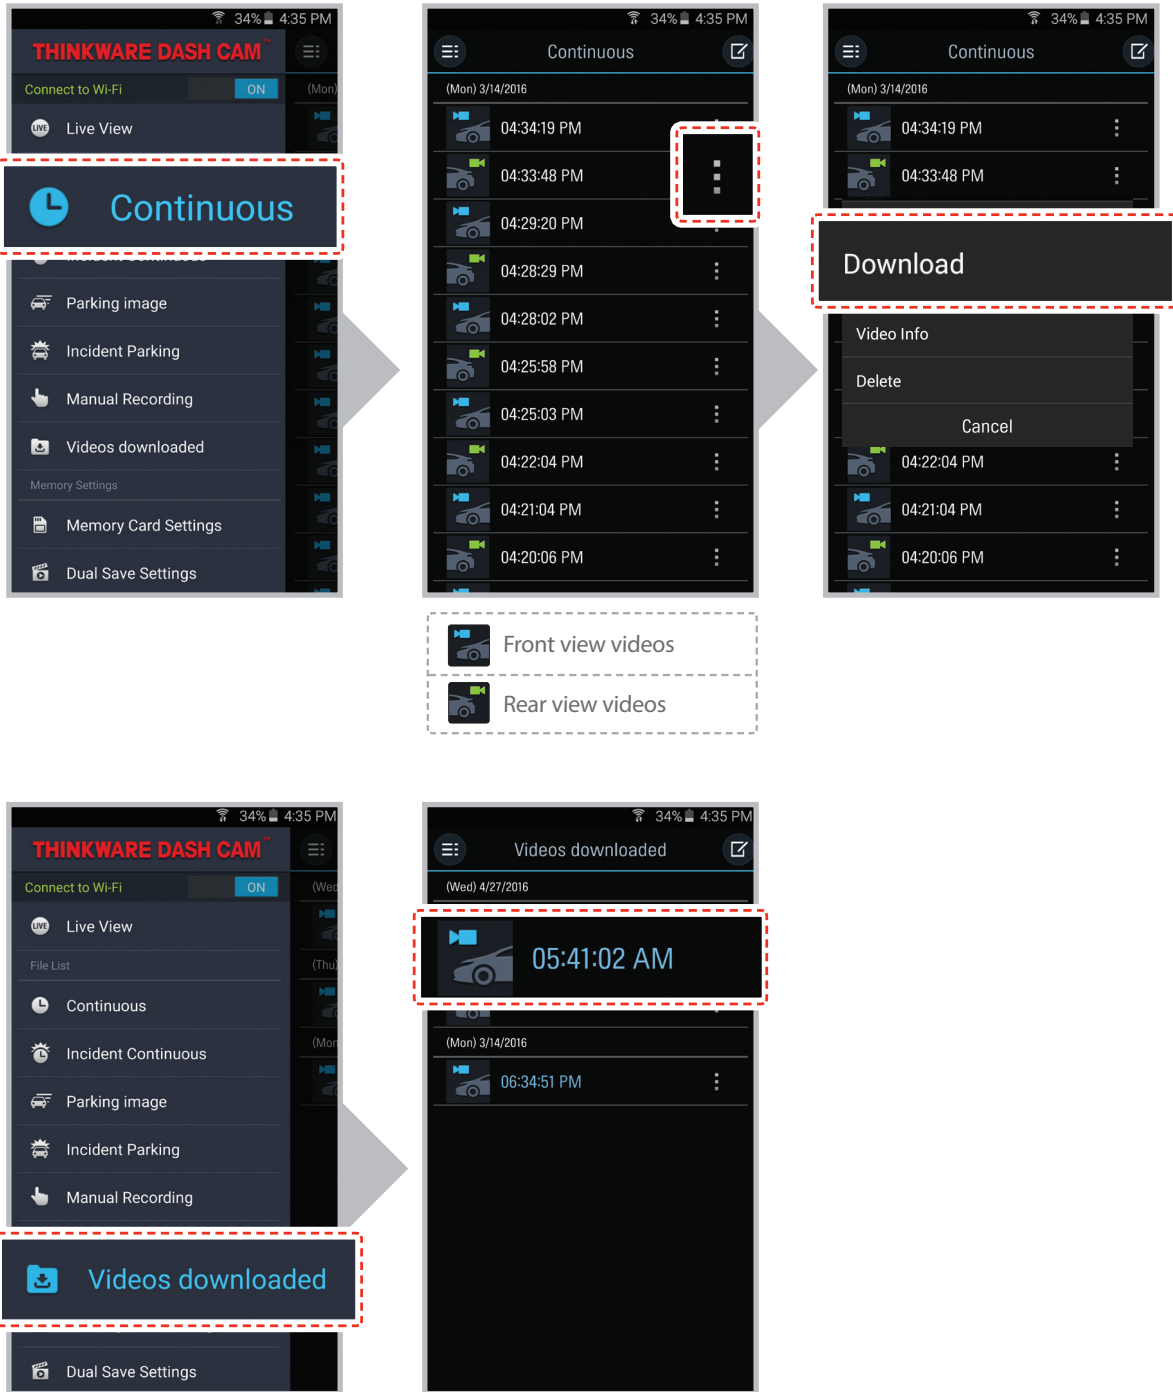 34% 4:35 PM
THINKWARE DASH CAM™
Connect to Wi-Fi ON (Mon)
LIVE Live View
Continuous
Incident Continuous
Parking image
Incident Parking
Manual Recording
Videos downloaded
Memory Settings
Memory Card Settings
Dual Save Settings
34% 4:35 PM
Continuous
(Mon) 3/14/2016
04:34:19 PM
04:33:48 PM
04:29:20 PM
04:28:29 PM
04:28:02 PM
04:25:58 PM
04:25:03 PM
04:22:04 PM
04:21:04 PM
04:20:06 PM
34% 4:35 PM
Continuous
(Mon) 3/14/2016
04:34:19 PM
04:33:48 PM
Download
Video Info
Delete
Cancel
04:22:04 PM
04:21:04 PM
04:20:06 PM
Front view videos
Rear view videos
34% 4:35 PM
THINKWARE DASH CAM™
Connect to Wi-Fi ON (Wed
LIVE Live View
File List (Thu)
Continuous
Incident Continuous (Mon
Parking image
Incident Parking
Manual Recording
Videos downloaded
Dual Save Settings
34% 4:35 PM
Videos downloaded
(Wed) 4/27/2016
05:41:02 AM
(Mon) 3/14/2016
06:34:51 PM